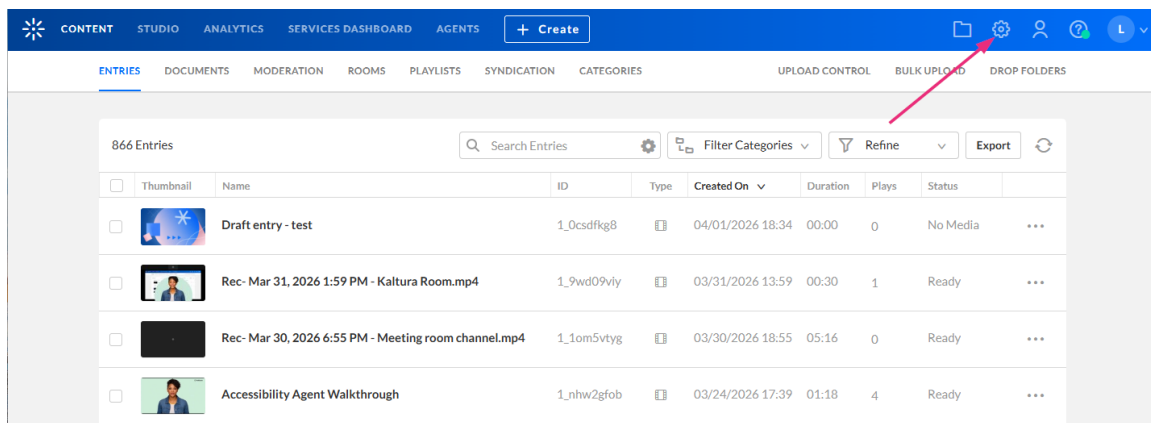 CONTENT STUDIO ANALYTICS SERVICES DASHBOARD AGENTS + Create L
ENTRIES DOCUMENTS MODERATION ROOMS PLAYLISTS SYNDICATION CATEGORIES UPLOAD CONTROL BULK UPLOAD DROP FOLDERS
866 Entries Search Entries Filter Categories Refine Export
Thumbnail Name ID Type Created On Duration Plays Status
Draft entry - test 1_0csdfkg8 04/01/2026 18:34 00:00 0 No Media
Rec- Mar 31, 2026 1:59 PM - Kaltura Room.mp4 1_9wd09viy 03/31/2026 13:59 00:30 1 Ready
Rec- Mar 30, 2026 6:55 PM - Meeting room channel.mp4 1_1om5vtyg 03/30/2026 18:55 05:16 0 Ready
Accessibility Agent Walkthrough 1_nhw2gfob 03/24/2026 17:39 01:18 4 Ready